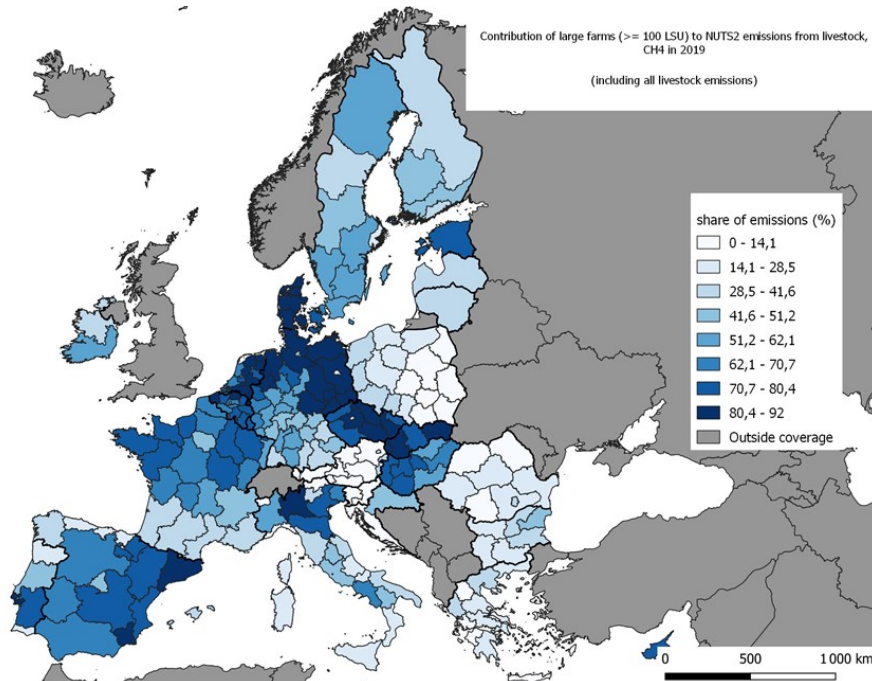 Contribution of large farms (>= 100 LSU) to NUTS2 emissions from livestock,
CH4 in 2019
(including all livestock emissions)
share of emissions (%)
0 - 14,1
14,1 - 28,5
28,5 - 41,6
41,6 - 51,2
51,2 - 62,1
62,1 - 70,7
70,7 - 80,4
80,4 - 92
Outside coverage
0 500 1 000 km